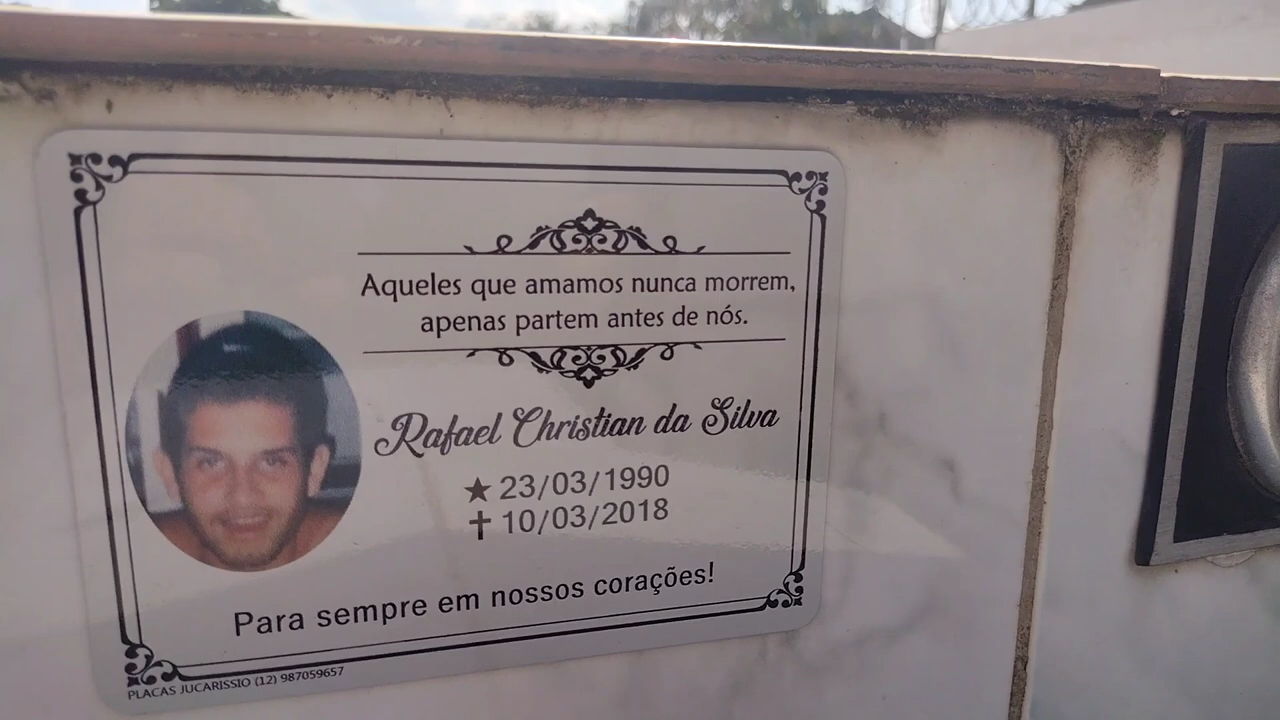 Aqueles que amamos nunca morrem,
apenas partem antes de nós.
Rafael Christian da Silva
★ 23/03/1990
✝ 10/03/2018
Para sempre em nossos corações!
PLACAS JUCARISSIO (12) 987059657